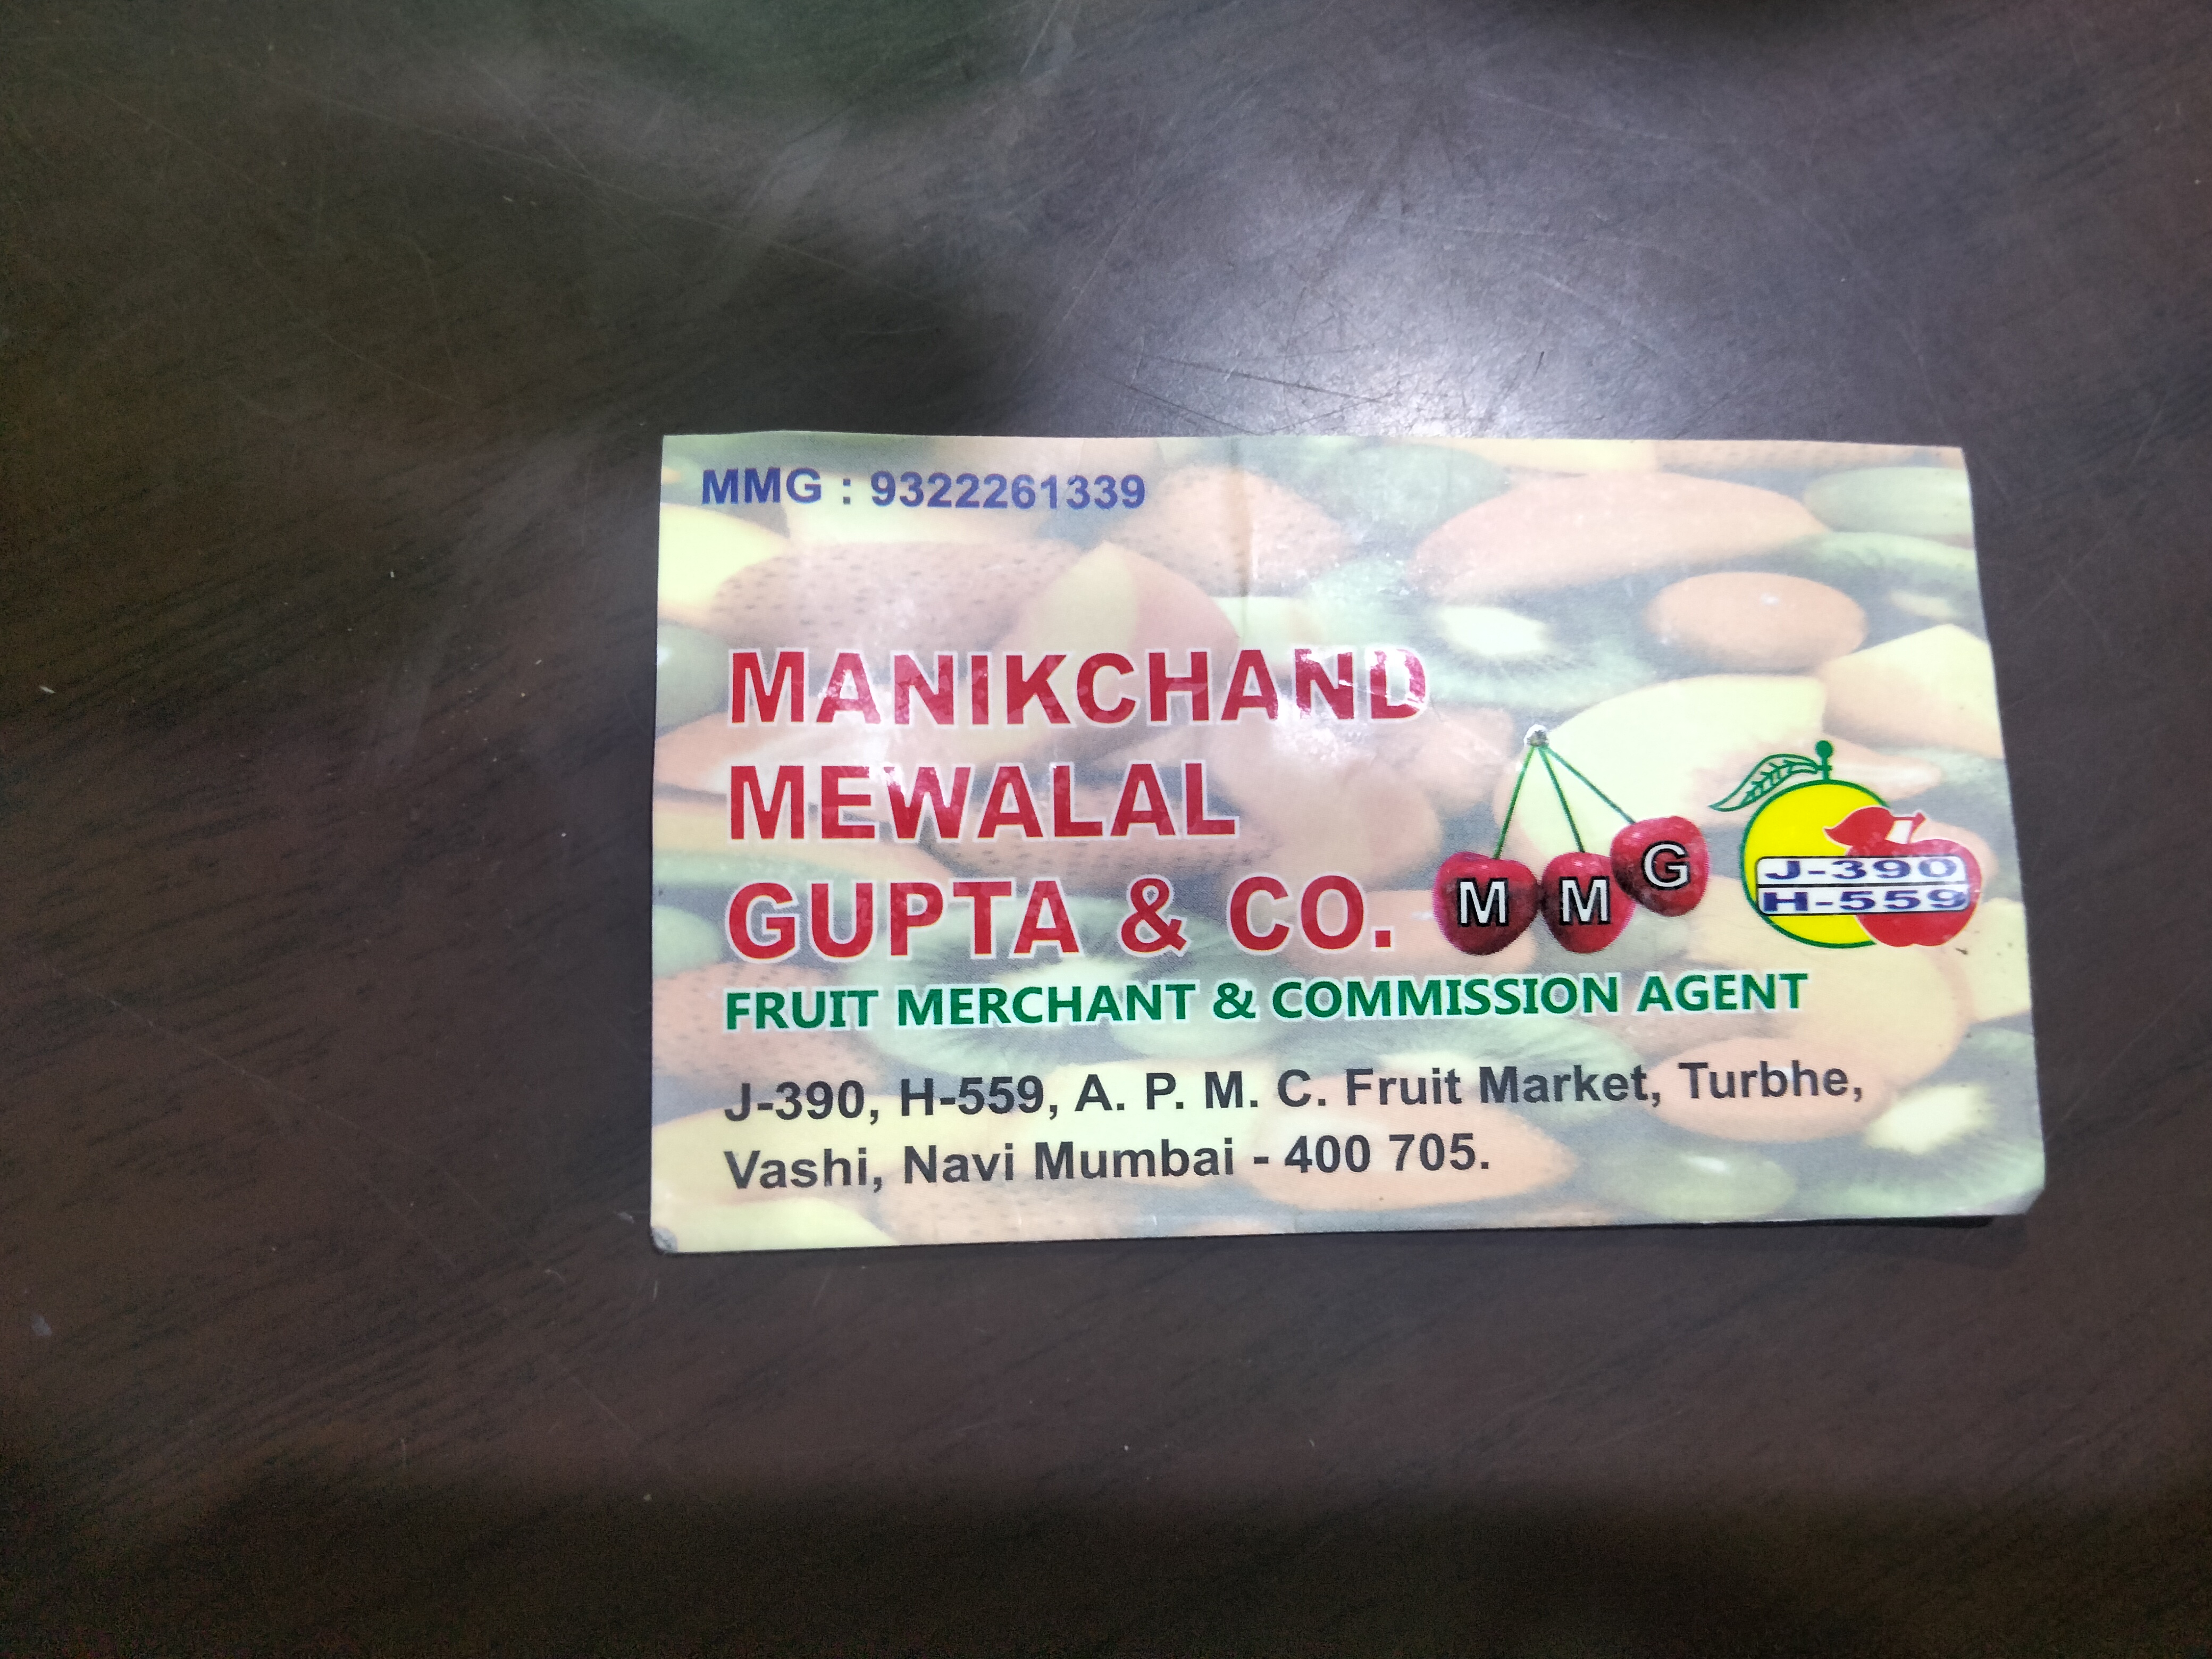 MMG : 9322261339
MANIKCHAND
MEWALAL
GUPTA & CO.
M M G
J-390
H-559
FRUIT MERCHANT & COMMISSION AGENT
J-390, H-559, A. P. M. C. Fruit Market, Turbhe,
Vashi, Navi Mumbai - 400 705.